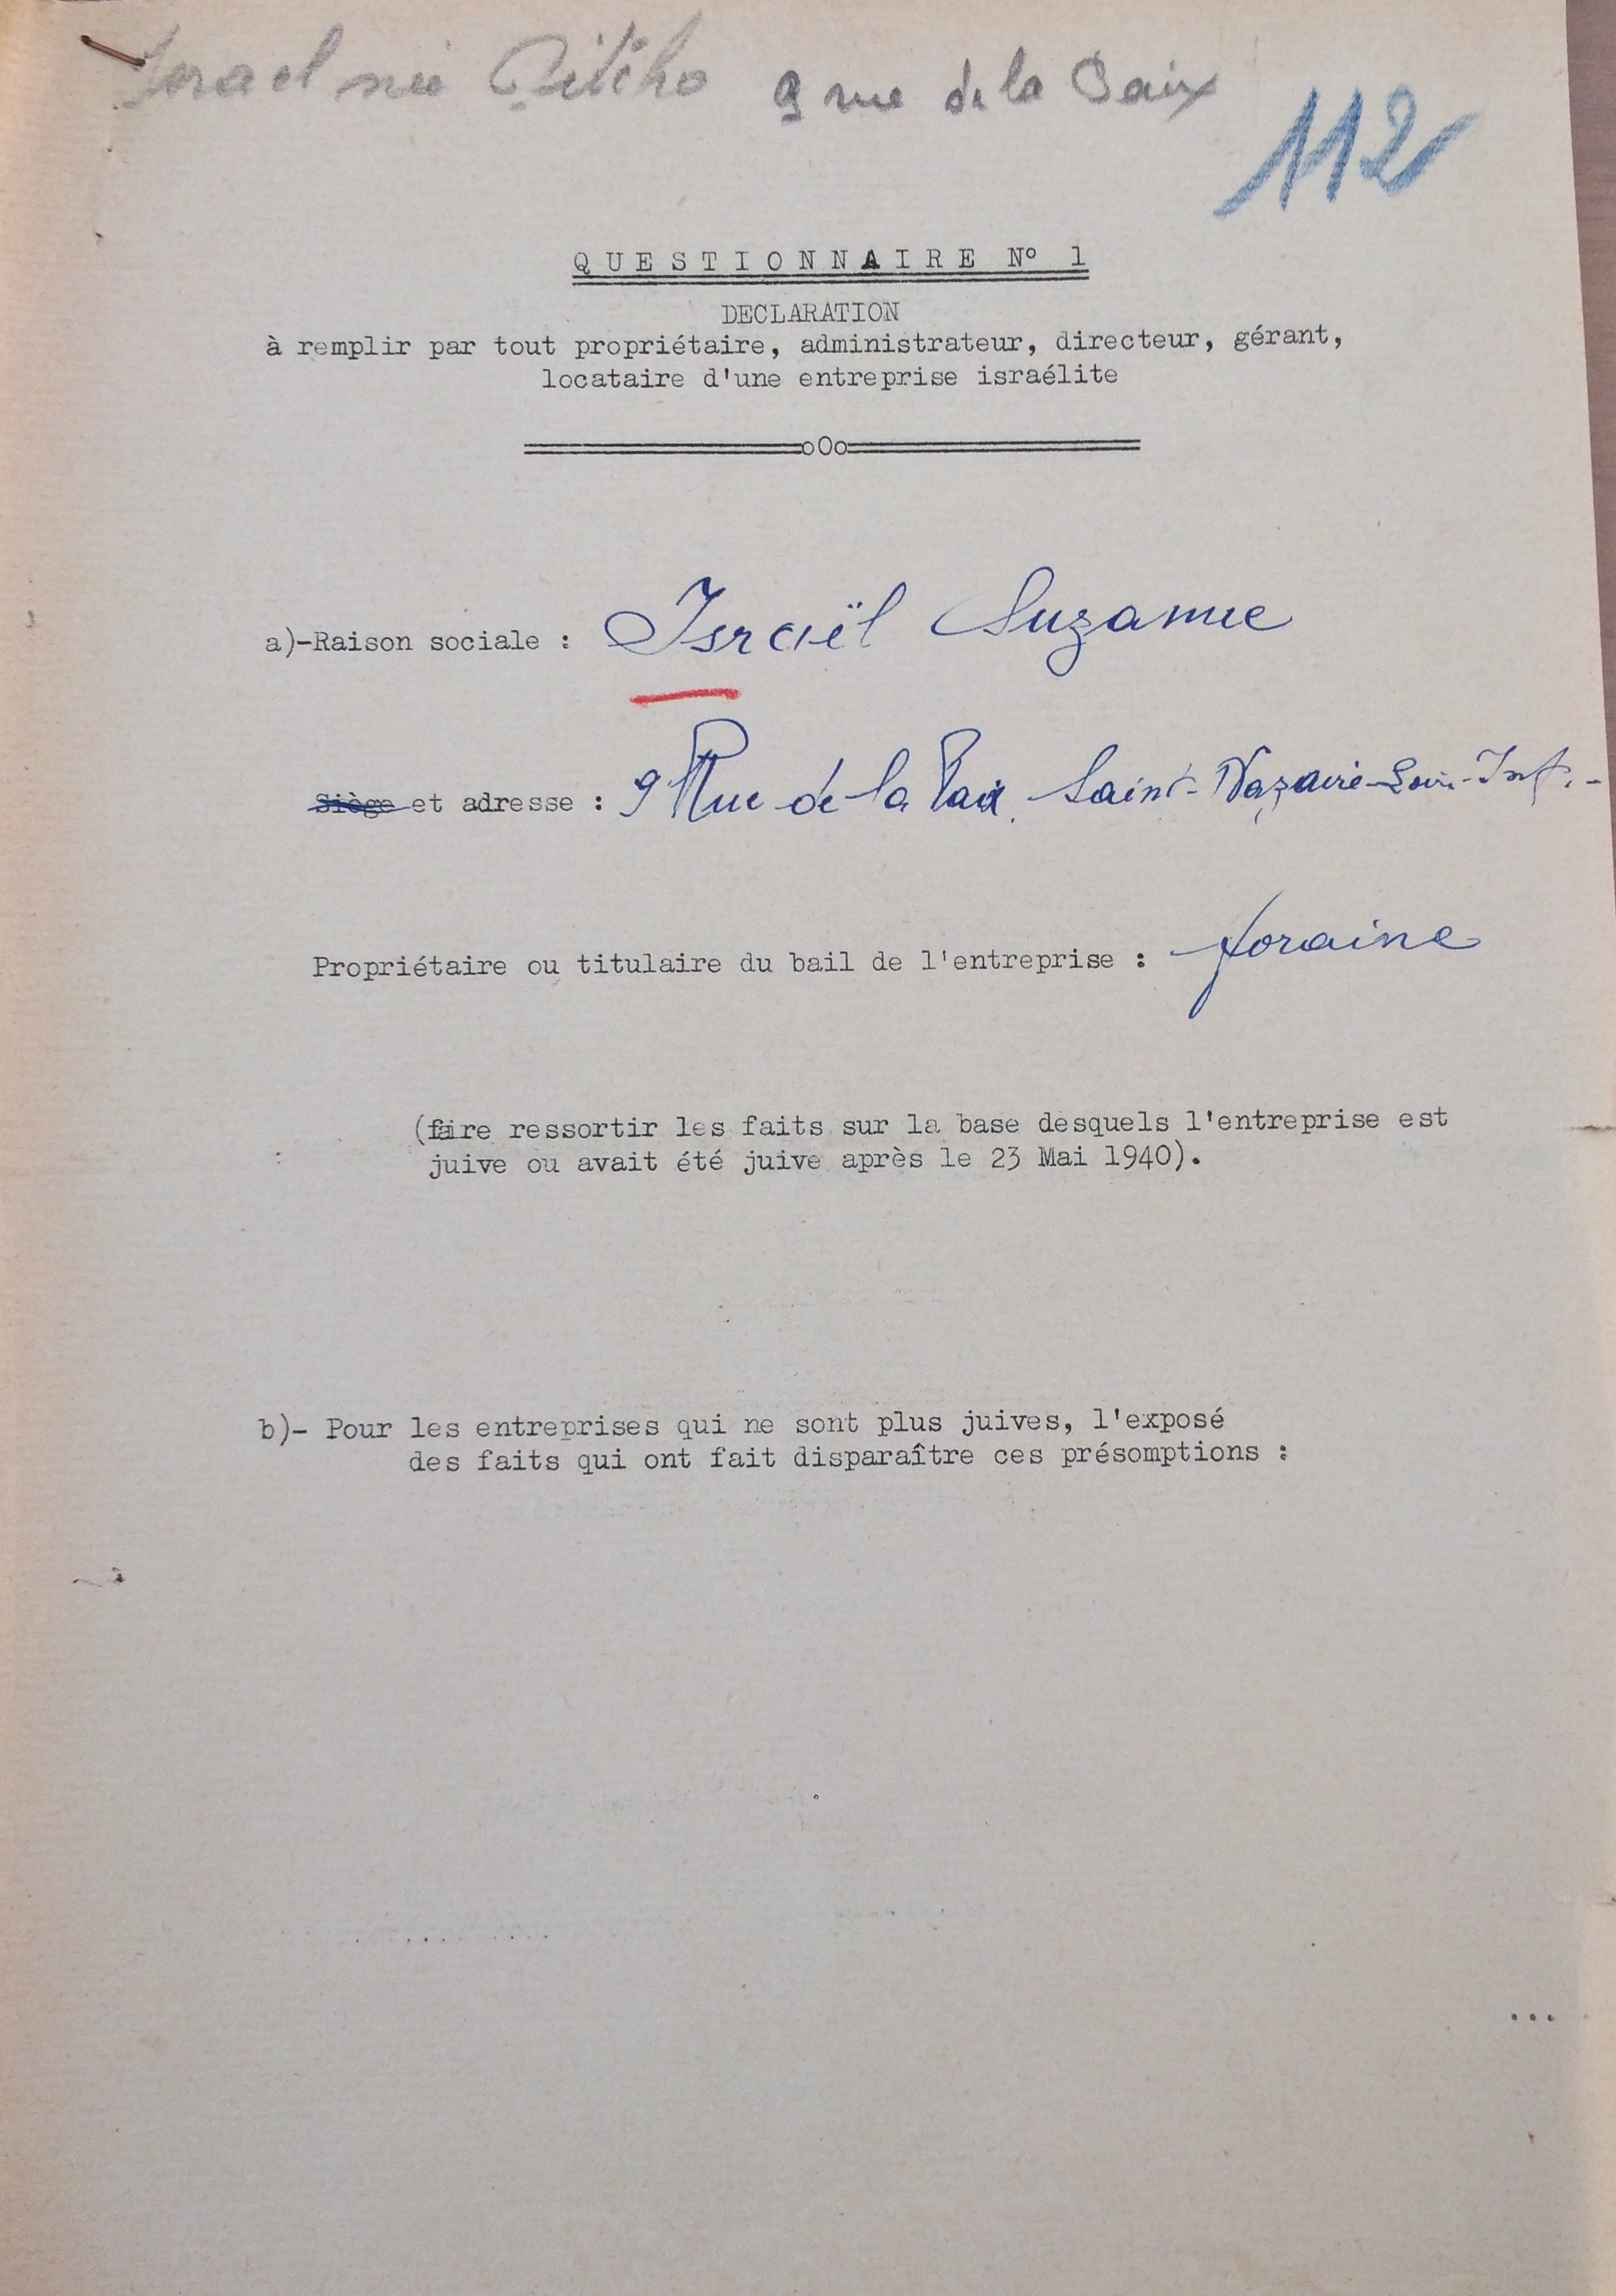 Israel née Pitcho 9 rue de la Paix
112
QUESTIONNAIRE Nº 1
DECLARATION
à remplir par tout propriétaire, administrateur, directeur, gérant,
locataire d'une entreprise israélite
oOo
a)-Raison sociale : Israël Suzanne
Siège et adresse : 9 Rue de la Paix Saint-Nazaire-Loire-Inf.-
Propriétaire ou titulaire du bail de l'entreprise : foraine
(faire ressortir les faits sur la base desquels l'entreprise est
juive ou avait été juive après le 23 Mai 1940).
b)- Pour les entreprises qui ne sont plus juives, l'exposé
des faits qui ont fait disparaître ces présomptions :
...